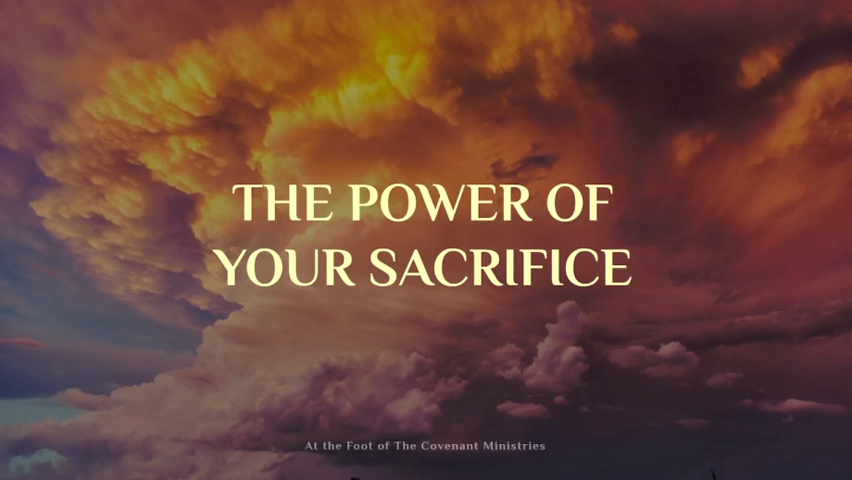 THE POWER OF
YOUR SACRIFICE
At the Foot of The Covenant Ministries